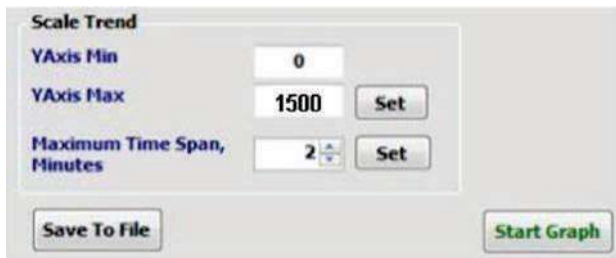 Scale Trend
YAxis Min 0
YAxis Max 1500 Set
Maximum Time Span,
Minutes 2 Set
Save To File Start Graph